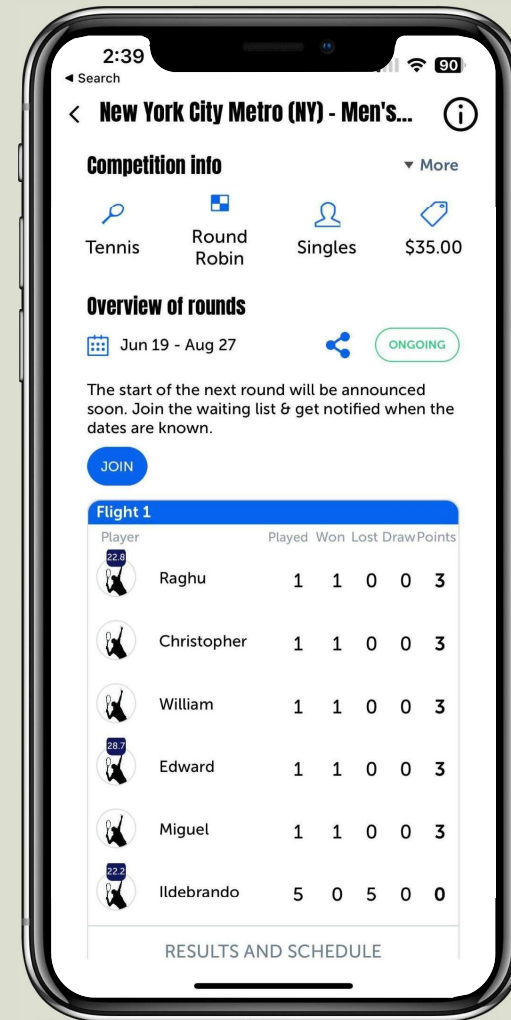 2:39
90
◀ Search
New York City Metro (NY) - Men's...
Competition info
▼ More
Tennis
Round
Robin
Singles
$35.00
Overview of rounds
Jun 19 - Aug 27
ONGOING
The start of the next round will be announced
soon. Join the waiting list & get notified when the
dates are known.
JOIN
Flight 1
Player Played Won Lost Draw Points
22.8
Raghu 1 1 0 0 3
Christopher 1 1 0 0 3
William 1 1 0 0 3
28.7
Edward 1 1 0 0 3
Miguel 1 1 0 0 3
22.2
Ildebrando 5 0 5 0 0
RESULTS AND SCHEDULE